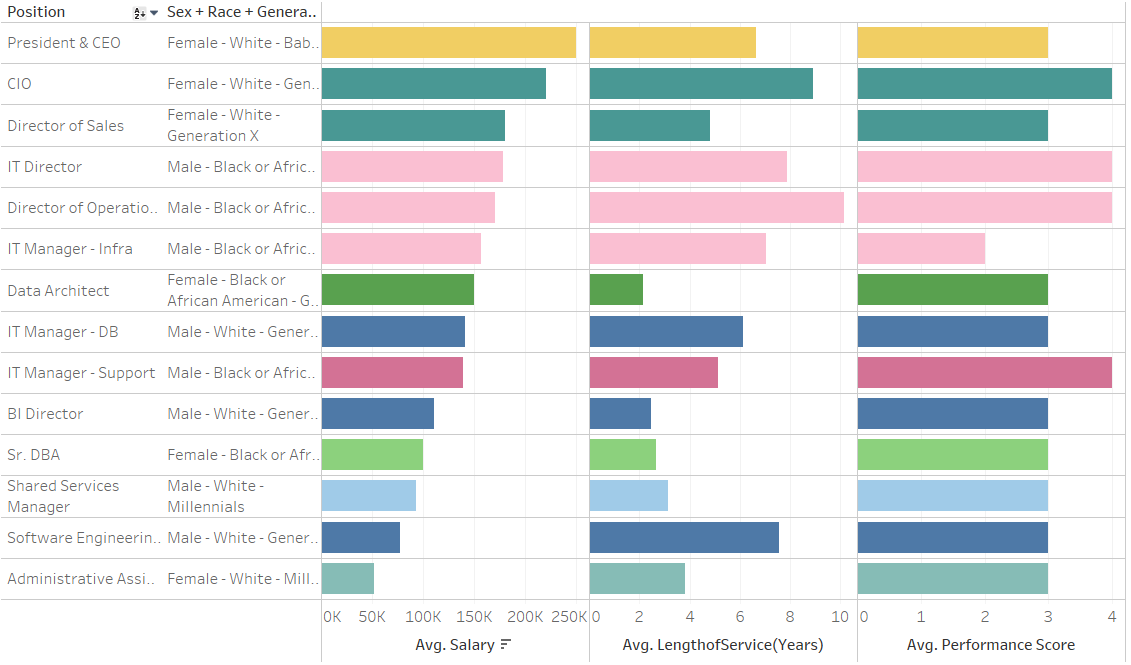 Position Sex + Race + Genera..
President & CEO Female - White - Bab..
CIO Female - White - Gen..
Director of Sales Female - White -
Generation X
IT Director Male - Black or Afric..
Director of Operatio.. Male - Black or Afric..
IT Manager - Infra Male - Black or Afric..
Data Architect Female - Black or
African American - G..
IT Manager - DB Male - White - Gener..
IT Manager - Support Male - Black or Afric..
BI Director Male - White - Gener..
Sr. DBA Female - Black or Afr..
Shared Services Male - White -
Manager Millennials
Software Engineerin.. Male - White - Gener..
Administrative Assi.. Female - White - Mill..
0K 50K 100K 150K 200K 250K 0 2 4 6 8 10 0 1 2 3 4
Avg. Salary Avg. LengthofService(Years) Avg. Performance Score